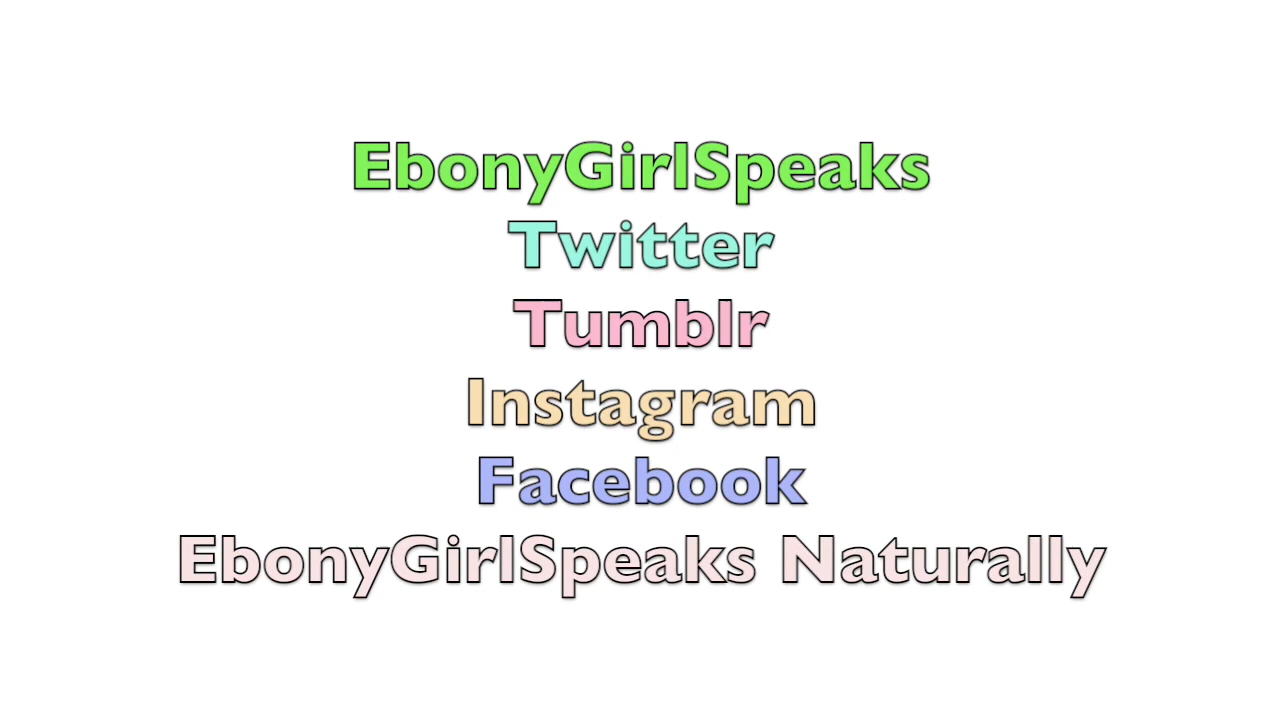 EbonyGirlSpeaks
Twitter
Tumblr
Instagram
Facebook
EbonyGirlSpeaks Naturally